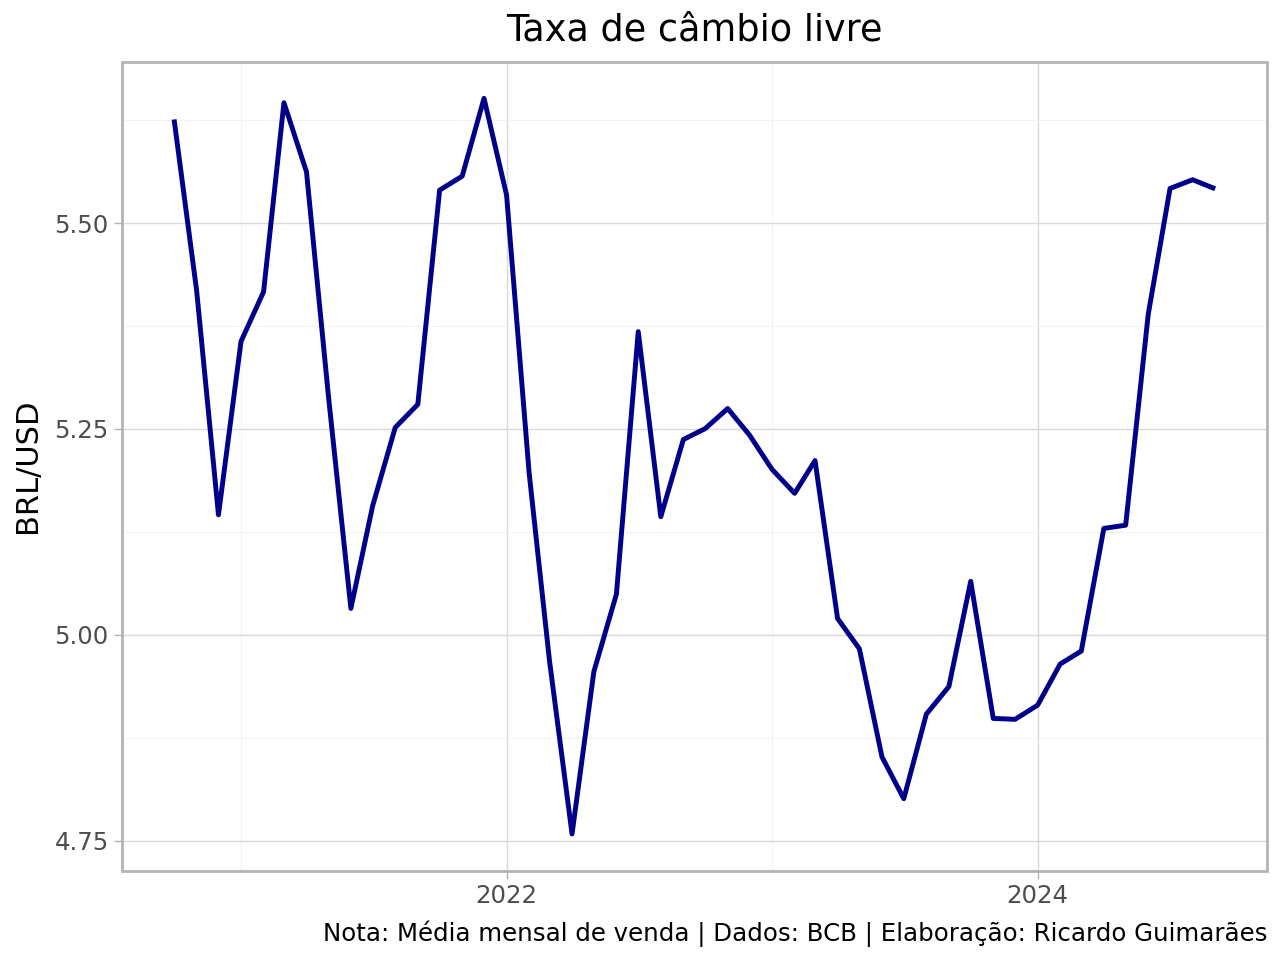 Taxa de câmbio livre
BRL/USD
5.50
5.25
5.00
4.75
2022
2024
Nota: Média mensal de venda | Dados: BCB | Elaboração: Ricardo Guimarães